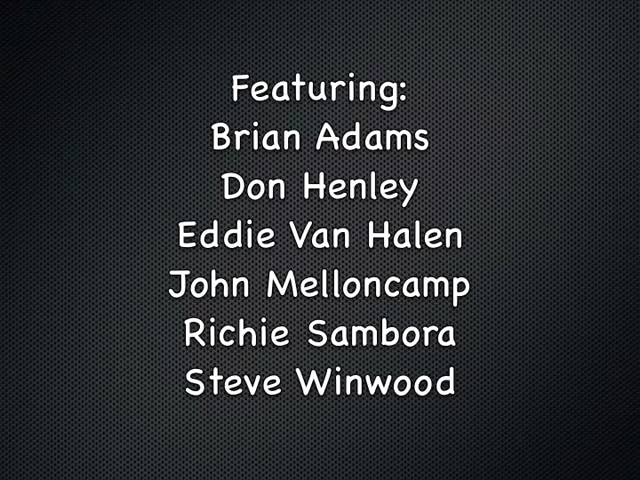 Featuring:
Brian Adams
Don Henley
Eddie Van Halen
John Melloncamp
Richie Sambora
Steve Winwood